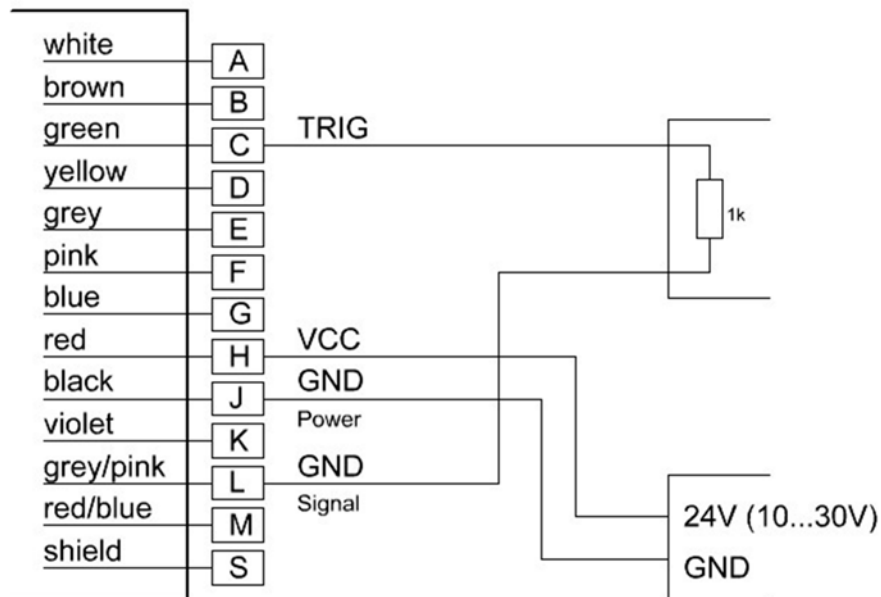 white
A
brown
B
green
C
TRIG
yellow
D
grey
E
1k
pink
F
blue
G
red
H
VCC
black
J
GND
Power
violet
K
grey/pink
L
GND
Signal
red/blue
M
24V (10...30V)
shield
S
GND